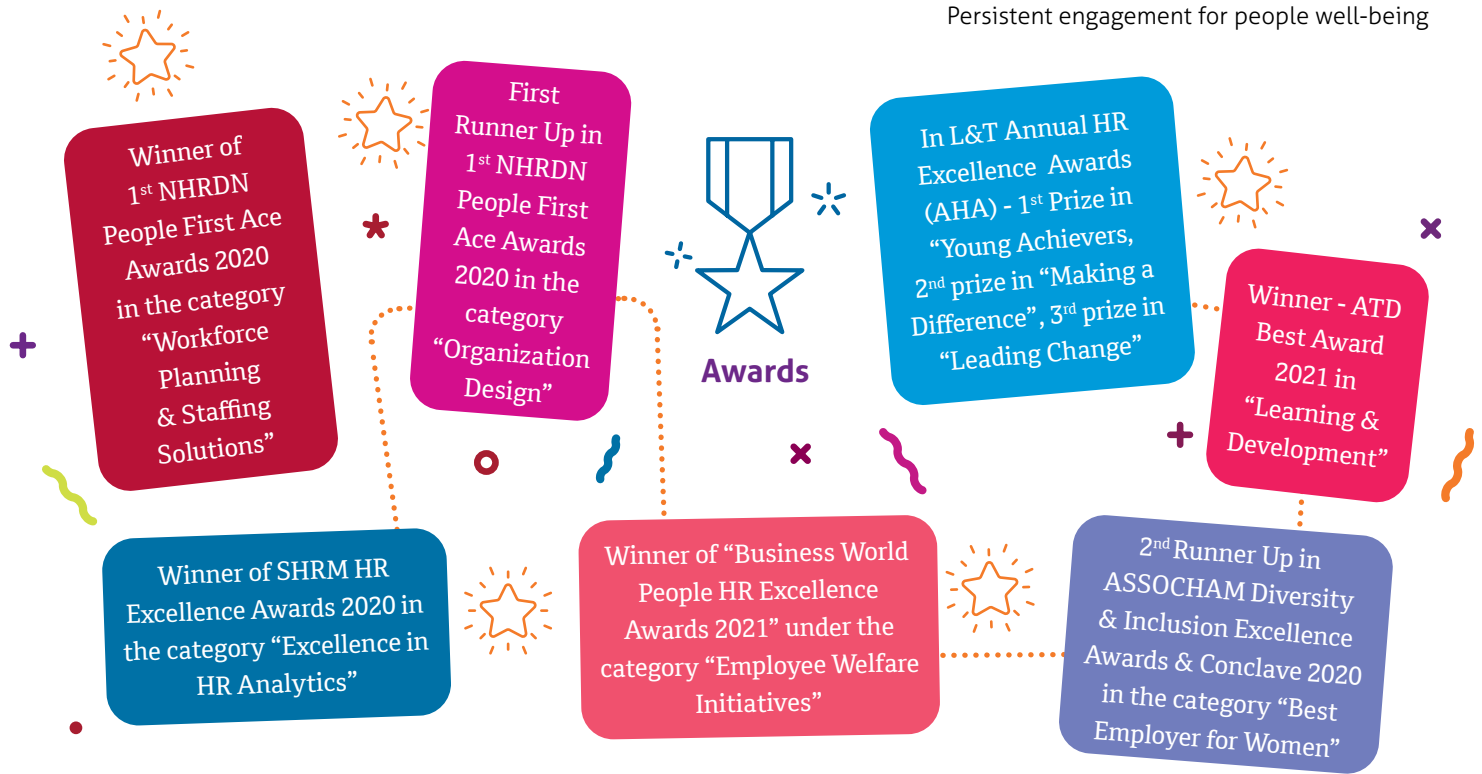 Persistent engagement for people well-being
Winner of
1st NHRDN
People First Ace
Awards 2020
in the category
“Workforce
Planning
& Staffing
Solutions”
First
Runner Up in
1st NHRDN
People First
Ace Awards
2020 in the
category
“Organization
Design”
Awards
In L&T Annual HR
Excellence Awards
(AHA) - 1st Prize in
“Young Achievers,
2nd prize in “Making a
Difference”, 3rd prize in
“Leading Change”
Winner - ATD
Best Award
2021 in
“Learning &
Development”
Winner of SHRM HR
Excellence Awards 2020 in
the category “Excellence in
HR Analytics”
Winner of “Business World
People HR Excellence
Awards 2021” under the
category “Employee Welfare
Initiatives”
2nd Runner Up in
ASSOCHAM Diversity
& Inclusion Excellence
Awards & Conclave 2020
in the category “Best
Employer for Women”